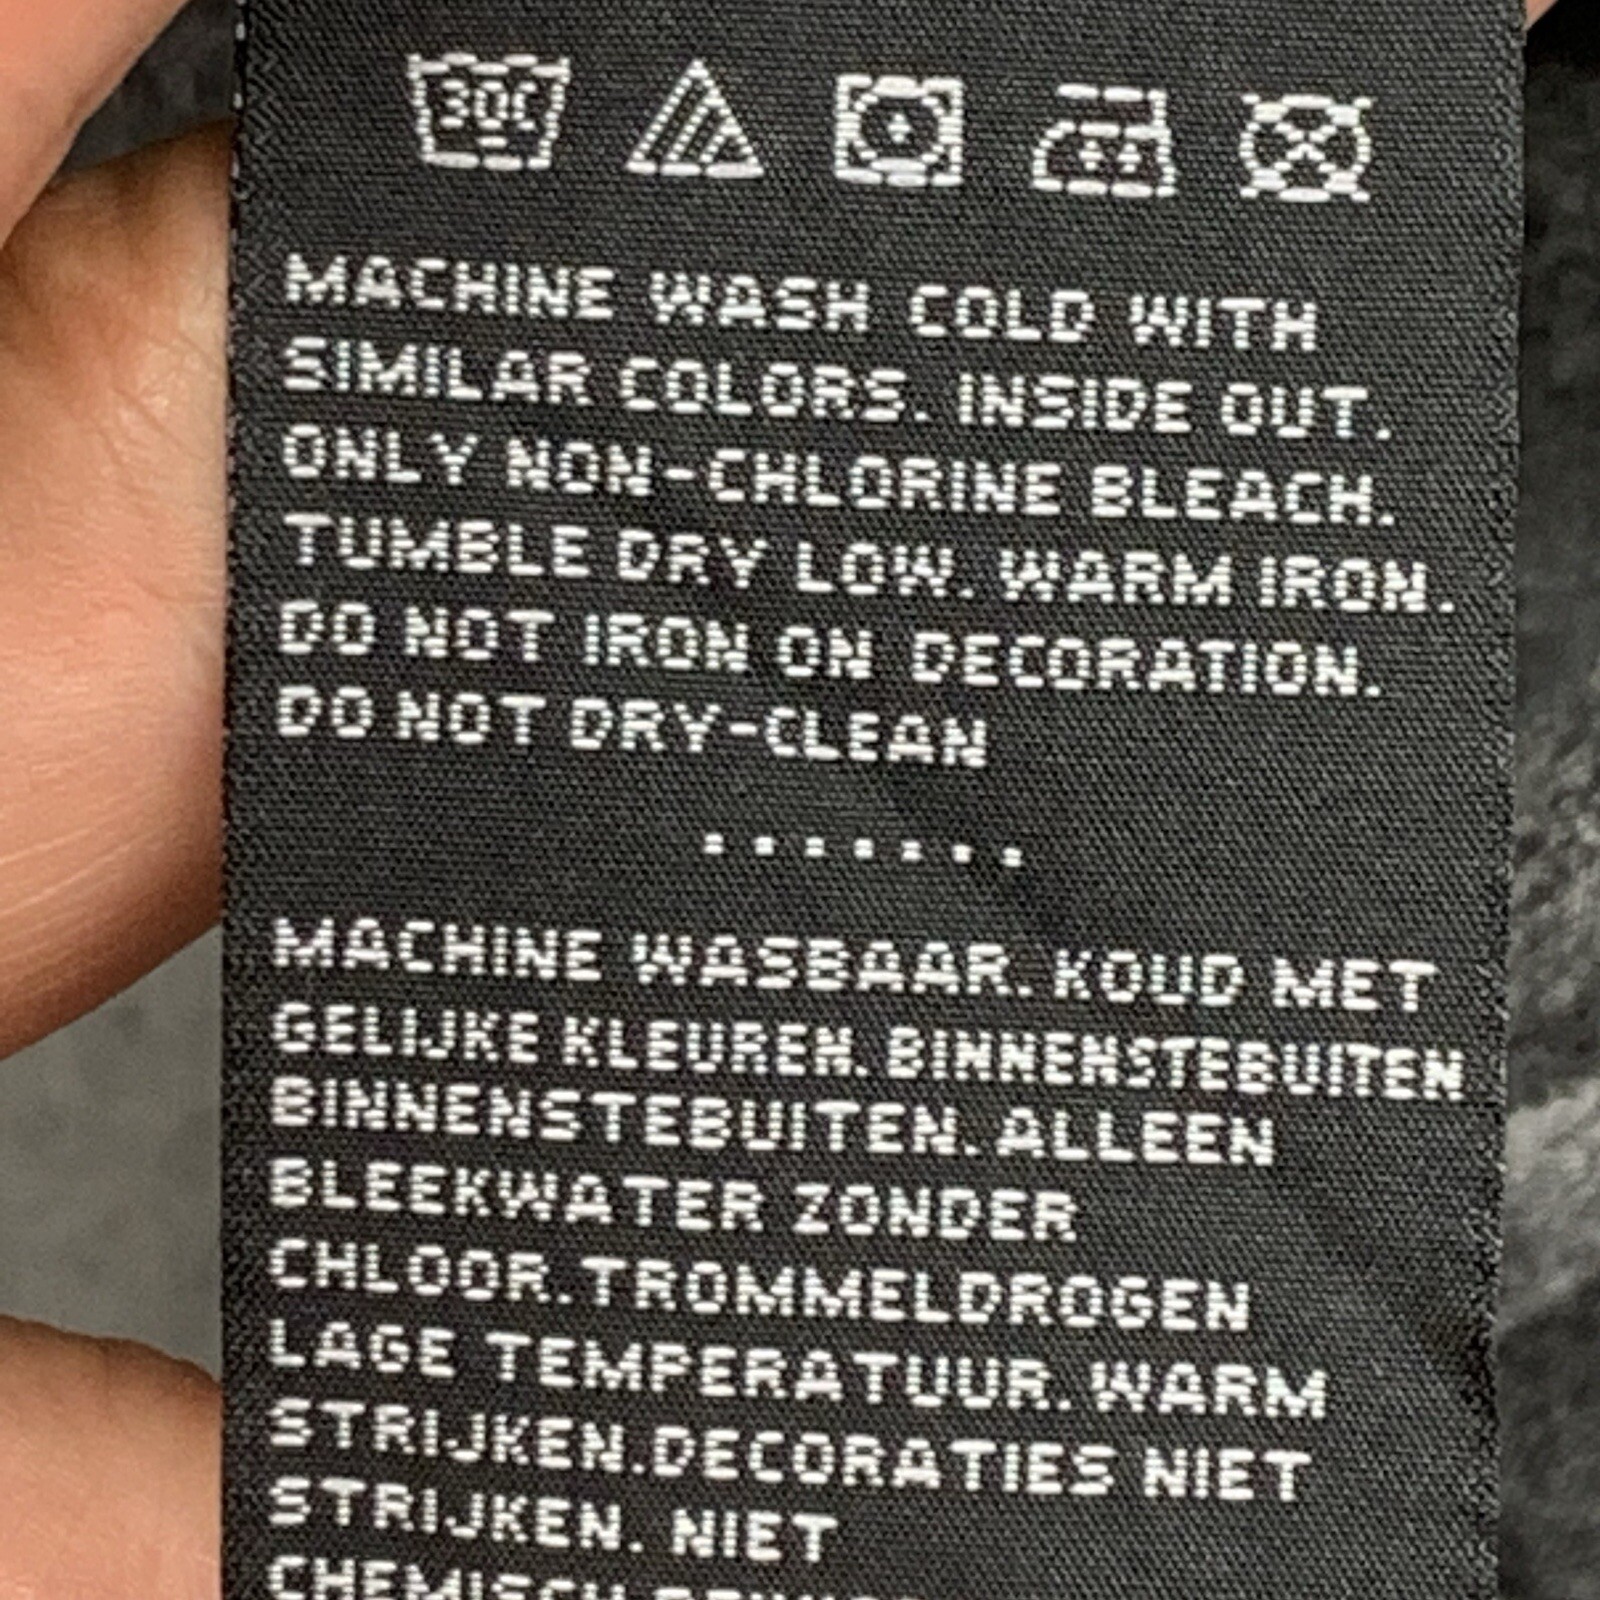 30C
MACHINE WASH COLD WITH
SIMILAR COLORS. INSIDE OUT.
ONLY NON-CHLORINE BLEACH.
TUMBLE DRY LOW. WARM IRON.
DO NOT IRON ON DECORATION.
DO NOT DRY-CLEAN
.......
MACHINE WASBAAR. KOUD MET
GELIJKE KLEUREN. BINNENSTEBUITEN
BINNENSTEBUITEN. ALLEEN
BLEEKWATER ZONDER
CHLOOR. TROMMELDROGEN
LAGE TEMPERATUUR. WARM
STRIJKEN. DECORATIES NIET
STRIJKEN. NIET
CHEMISCH